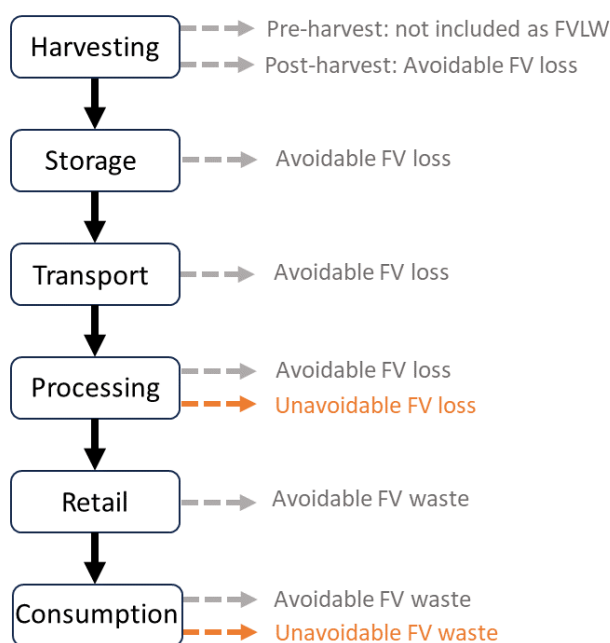 Harvesting
Pre-harvest: not included as FVLW
Post-harvest: Avoidable FV loss
Storage
Avoidable FV loss
Transport
Avoidable FV loss
Processing
Avoidable FV loss
Unavoidable FV loss
Retail
Avoidable FV waste
Consumption
Avoidable FV waste
Unavoidable FV waste